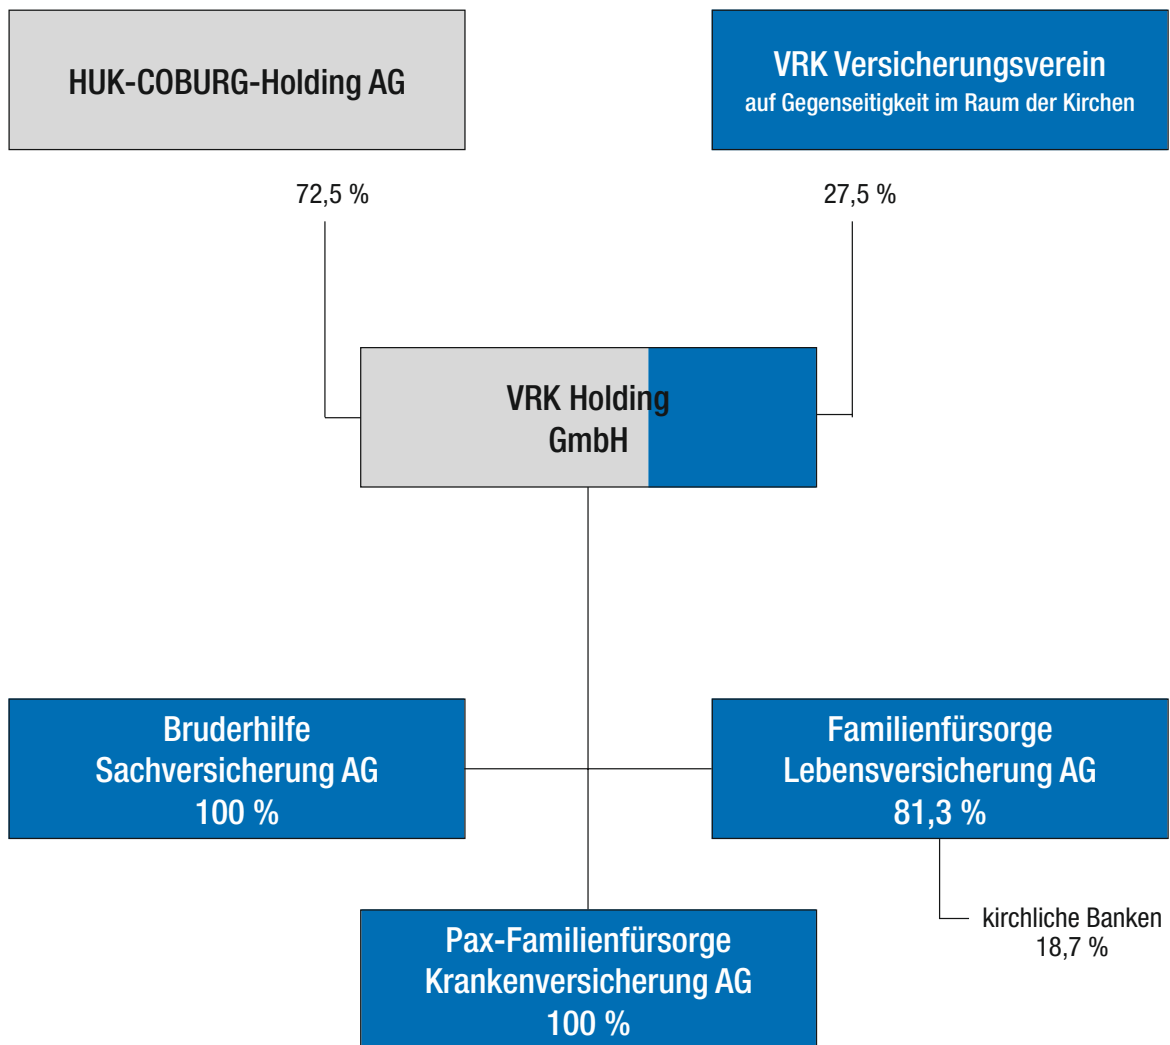 HUK-COBURG-Holding AG
VRK Versicherungsverein
auf Gegenseitigkeit im Raum der Kirchen
72,5 %
27,5 %
VRK Holding
GmbH
Bruderhilfe
Sachversicherung AG
100 %
Familienfürsorge
Lebensversicherung AG
81,3 %
kirchliche Banken
18,7 %
Pax-Familienfürsorge
Krankenversicherung AG
100 %